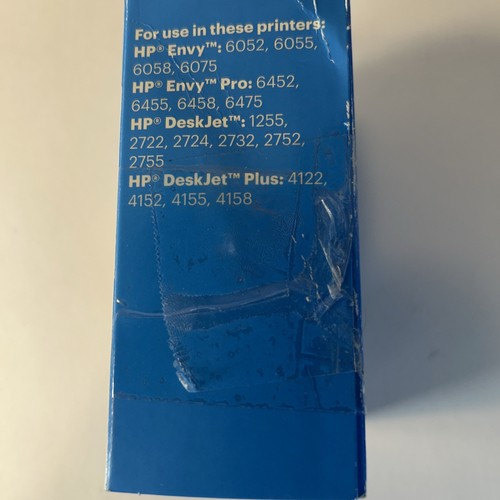 For use in these printers:
HP® Envy™: 6052, 6055,
6058, 6075
HP® Envy™ Pro: 6452,
6455, 6458, 6475
HP® DeskJet™: 1255,
2722, 2724, 2732, 2752,
2755
HP® DeskJet™ Plus: 4122,
4152, 4155, 4158